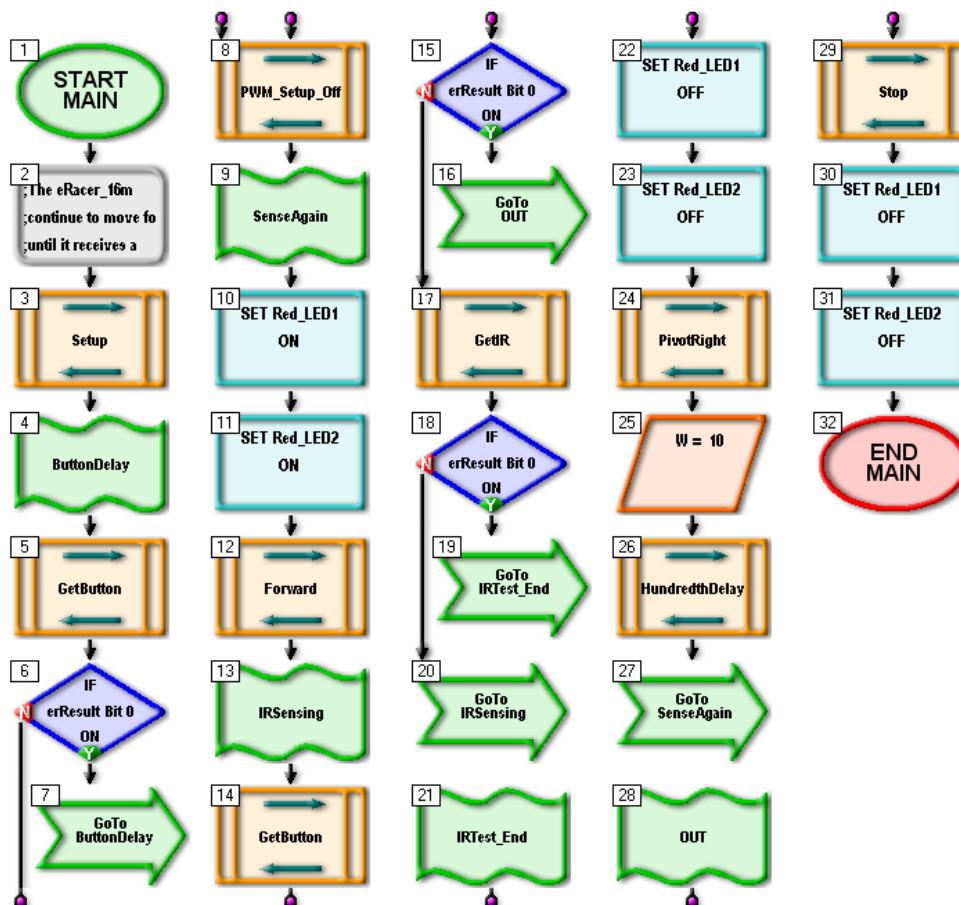 1
START
MAIN
2
;The eRacer_16m
;continue to move fo
;until it receives a
3
Setup
4
ButtonDelay
5
GetButton
6
IF
erResult Bit 0
ON
N
Y
7
GoTo
ButtonDelay
8
PWM_Setup_Off
9
SenseAgain
10
SET Red_LED1
ON
11
SET Red_LED2
ON
12
Forward
13
IRSensing
14
GetButton
15
IF
erResult Bit 0
ON
N
Y
16
GoTo
OUT
17
GetIR
18
IF
erResult Bit 0
ON
N
Y
19
GoTo
IRTest_End
20
GoTo
IRSensing
21
IRTest_End
22
SET Red_LED1
OFF
23
SET Red_LED2
OFF
24
PivotRight
25
W = 10
26
HundredthDelay
27
GoTo
SenseAgain
28
OUT
29
Stop
30
SET Red_LED1
OFF
31
SET Red_LED2
OFF
32
END
MAIN